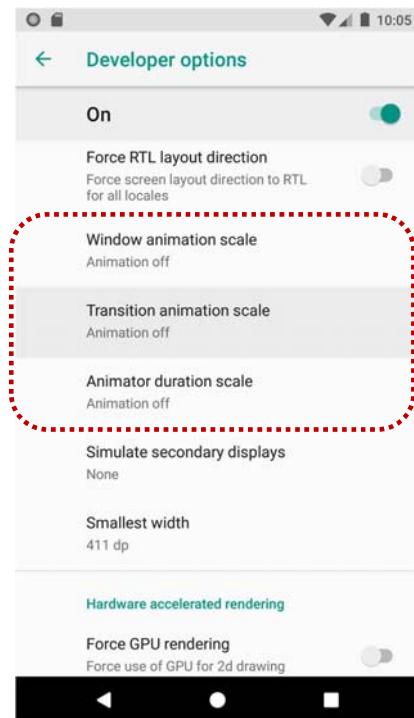 10:05
Developer options
On
Force RTL layout direction
Force screen layout direction to RTL
for all locales
Window animation scale
Animation off
Transition animation scale
Animation off
Animator duration scale
Animation off
Simulate secondary displays
None
Smallest width
411 dp
Hardware accelerated rendering
Force GPU rendering
Force use of GPU for 2d drawing